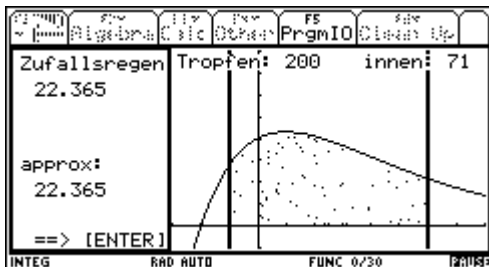 F5
Algebra Calc Other PrgmIO Clean Up
Zufallsregen
22.365
approx:
22.365
==> [ENTER]
Tropfen: 200 innen: 71
INTEG RAD AUTO FUNC 0/30 PAUSE